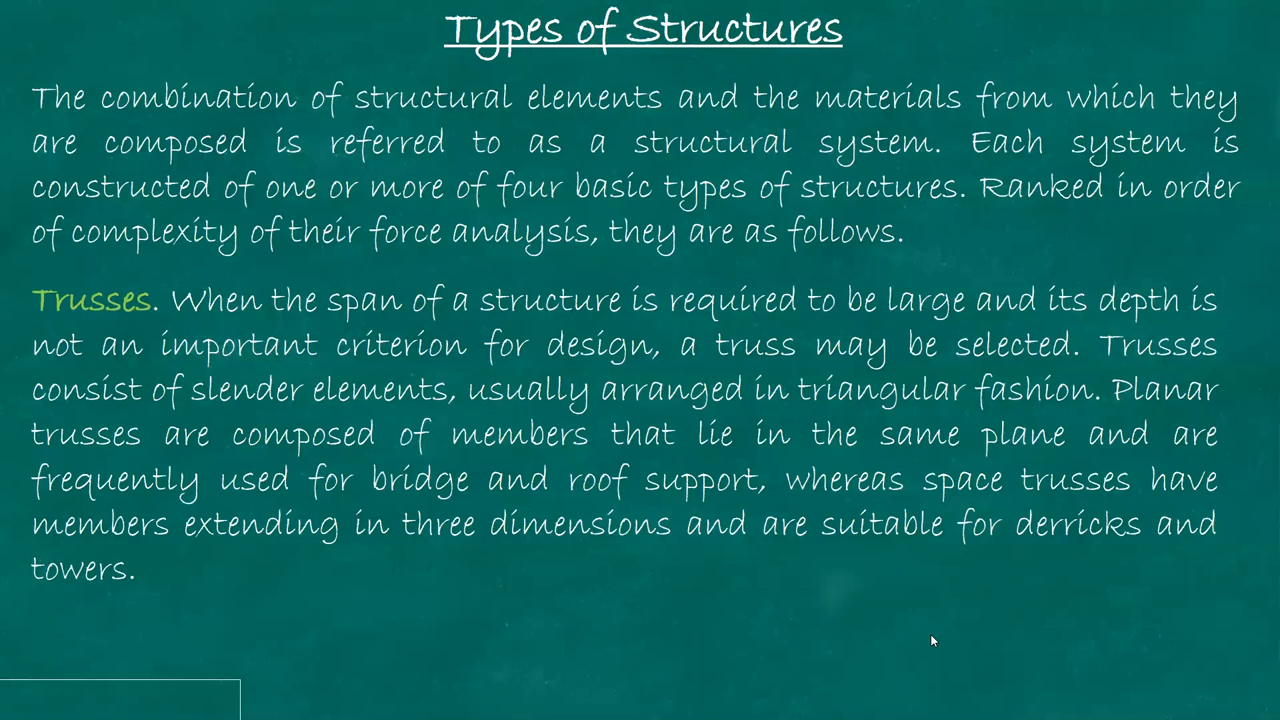 Types of Structures
The combination of structural elements and the materials from which they
are composed is referred to as a structural system. Each system is
constructed of one or more of four basic types of structures. Ranked in order
of complexity of their force analysis, they are as follows.
Trusses. When the span of a structure is required to be large and its depth is
not an important criterion for design, a truss may be selected. Trusses
consist of slender elements, usually arranged in triangular fashion. Planar
trusses are composed of members that lie in the same plane and are
frequently used for bridge and roof support, whereas space trusses have
members extending in three dimensions and are suitable for derricks and
towers.